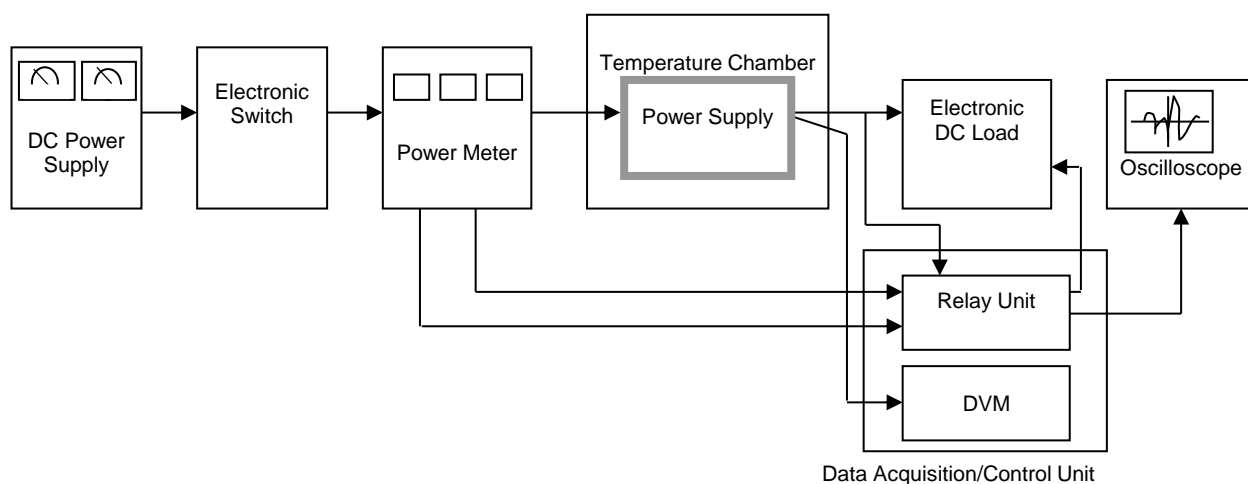 DC Power
Supply
Electronic
Switch
Power Meter
Temperature Chamber
Power Supply
Electronic
DC Load
Oscilloscope
Relay Unit
DVM
Data Acquisition/Control Unit